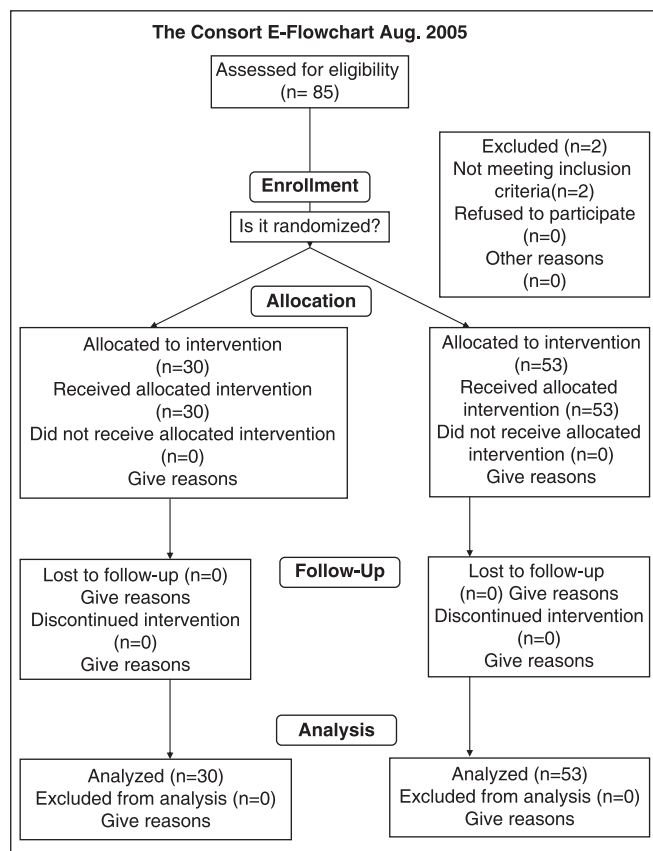 The Consort E-Flowchart Aug. 2005
Assessed for eligibility
(n= 85)
Excluded (n=2)
Not meeting inclusion
criteria(n=2)
Refused to participate
(n=0)
Other reasons
(n=0)
Enrollment
Is it randomized?
Allocation
Allocated to intervention
(n=30)
Received allocated intervention
(n=30)
Did not receive allocated intervention
(n=0)
Give reasons
Allocated to intervention
(n=53)
Received allocated
intervention (n=53)
Did not receive allocated
intervention (n=0)
Give reasons
Follow-Up
Lost to follow-up (n=0)
Give reasons
Discontinued intervention
(n=0)
Give reasons
Lost to follow-up
(n=0) Give reasons
Discontinued intervention
(n=0)
Give reasons
Analysis
Analyzed (n=30)
Excluded from analysis (n=0)
Give reasons
Analyzed (n=53)
Excluded from analysis (n=0)
Give reasons